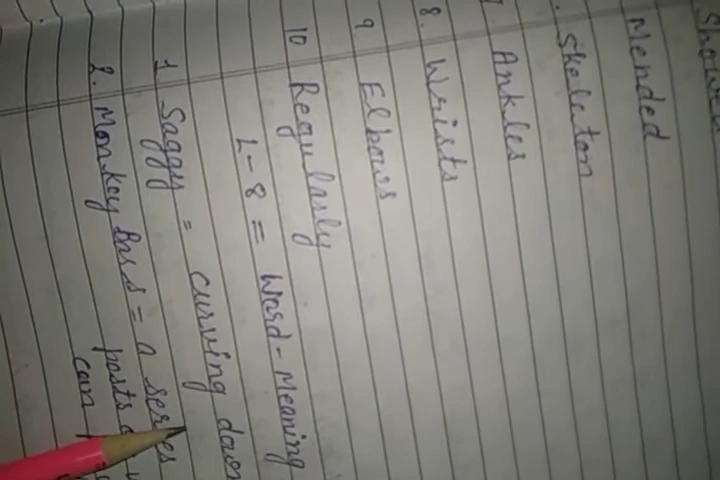 Mended
Skeleton
Ankles
8. Wrists
9 Elbows
10 Regularly
L-8 = Word-Meaning
1 Saggy = curving down
2. Monkey Bars = a series
posts
can